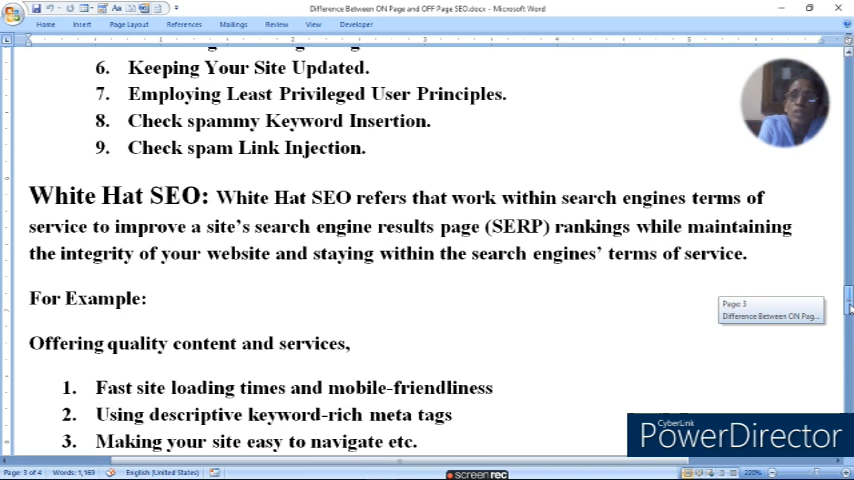 Difference Between ON Page and OFF Page SEO.docx - Microsoft Word
Home Insert Page Layout References Mailings Review View Developer
6. Keeping Your Site Updated.
7. Employing Least Privileged User Principles.
8. Check spammy Keyword Insertion.
9. Check spam Link Injection.
White Hat SEO: White Hat SEO refers that work within search engines terms of
service to improve a site's search engine results page (SERP) rankings while maintaining
the integrity of your website and staying within the search engines' terms of service.
For Example:
Page: 3
Difference Between ON Pag...
Offering quality content and services,
1. Fast site loading times and mobile-friendliness
2. Using descriptive keyword-rich meta tags
3. Making your site easy to navigate etc.
CyberLink
PowerDirector
Page: 3 of 4 Words: 1,169 English (United States) 220%
screenrec